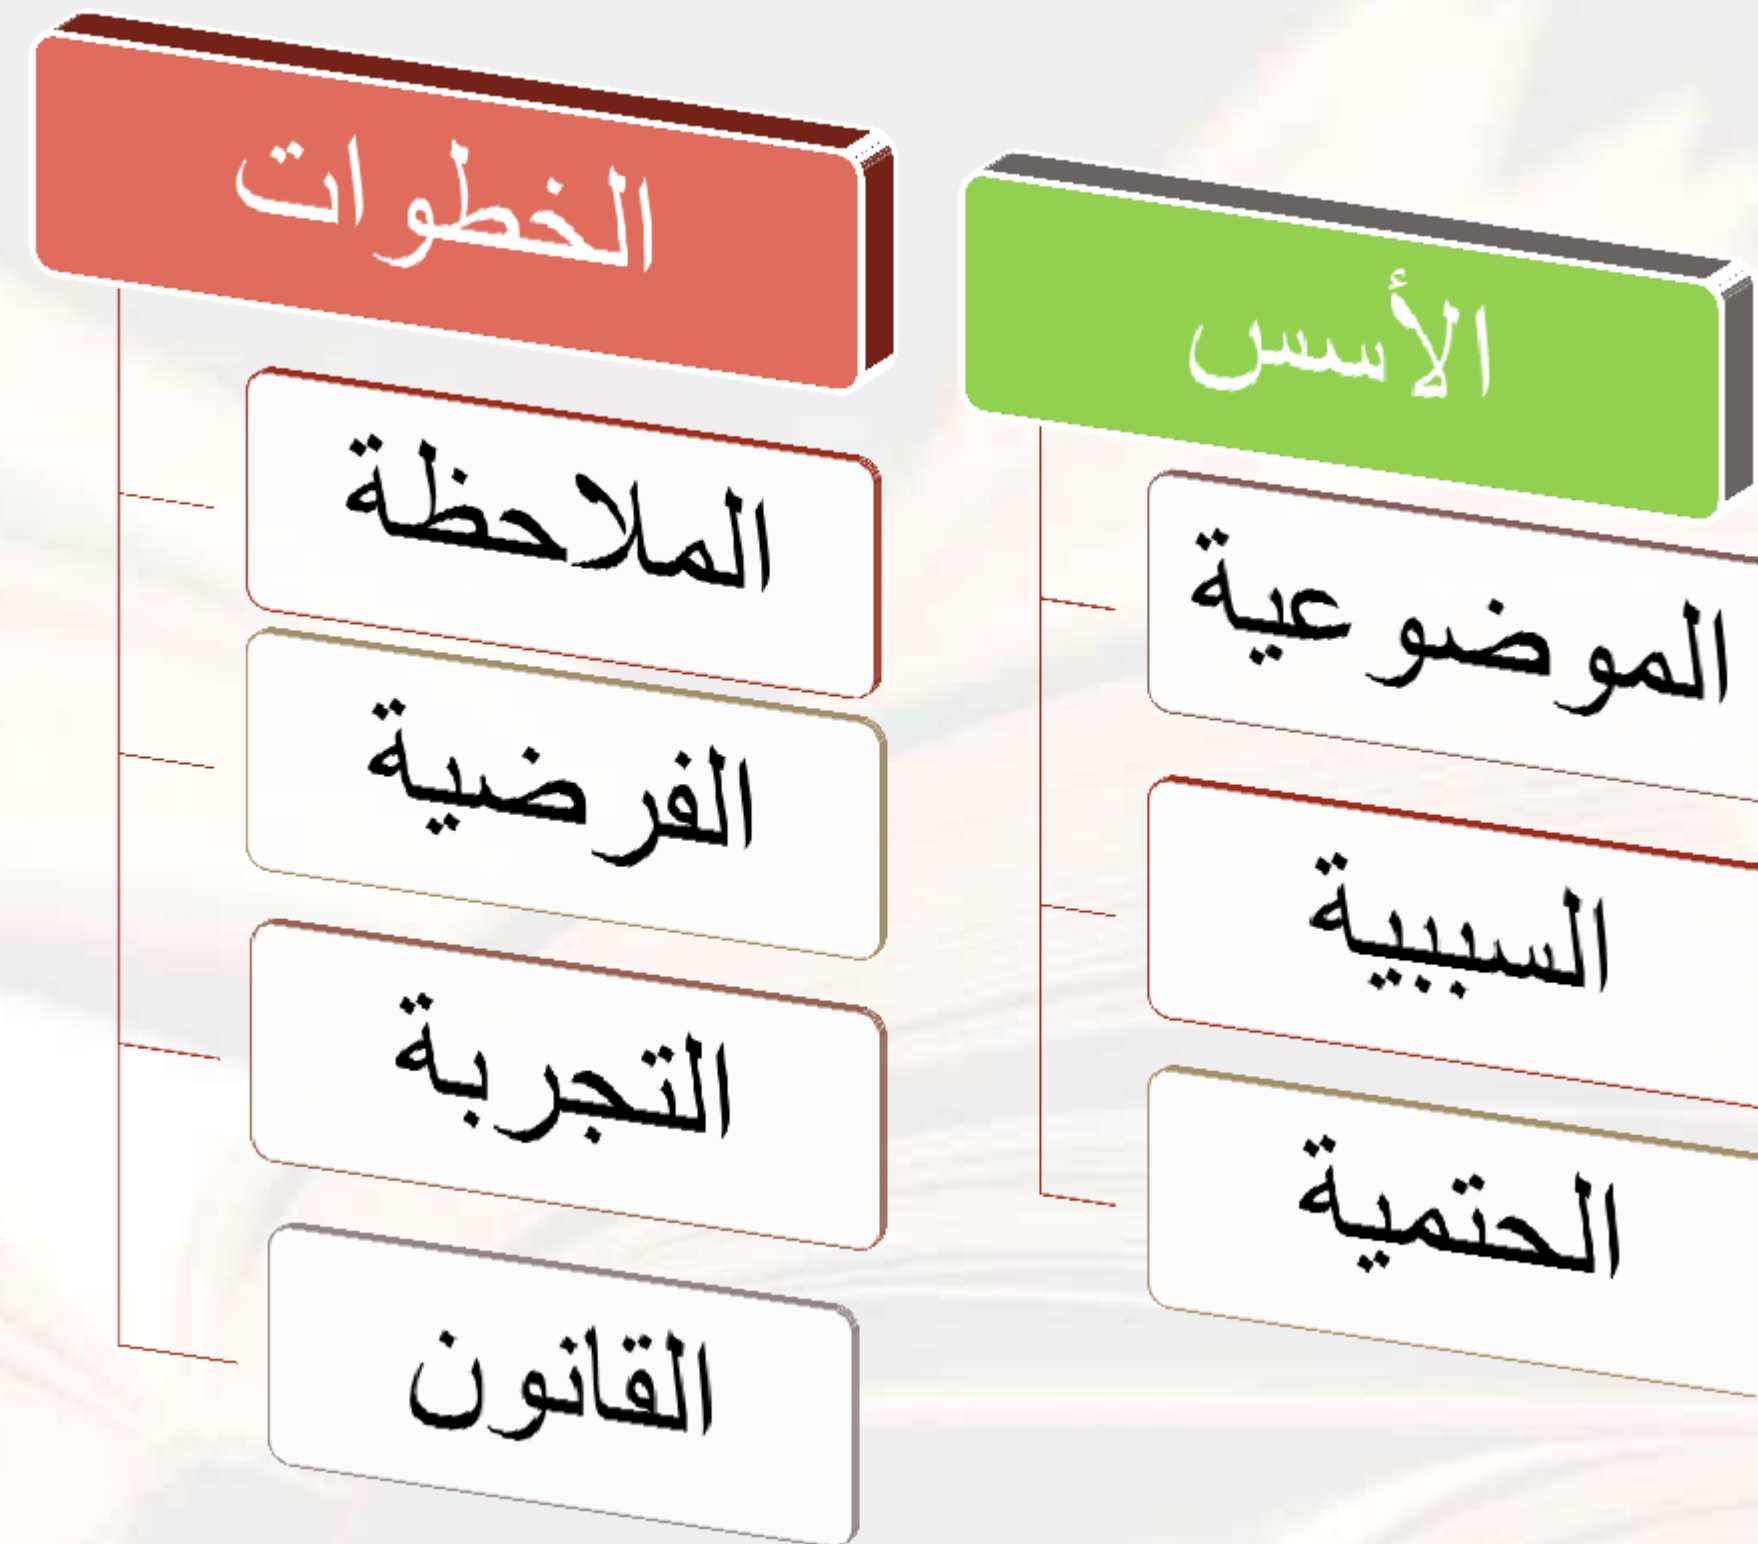 الأسس
الموضوعية
السببية
الحتمية
الخطوات
الملاحظة
الفرضية
التجربة
القانون